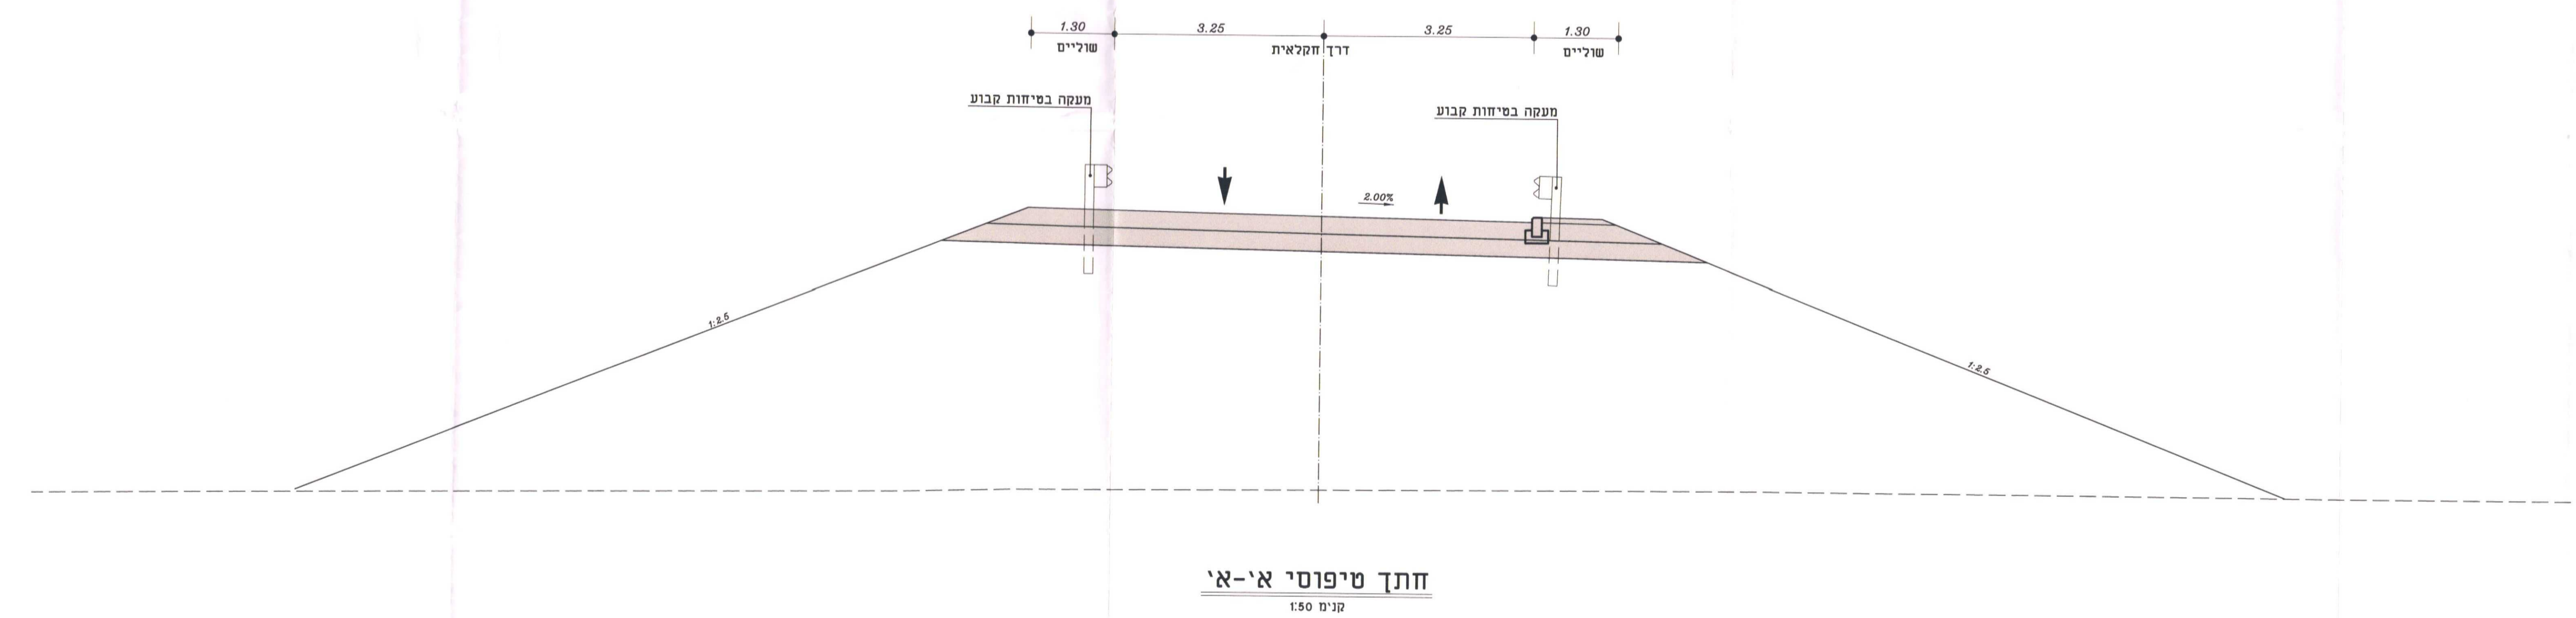 1.30
3.25
3.25
1.30
שוליים
דרך חקלאית
שוליים
מעקה בטיחות קבוע
מעקה בטיחות קבוע
2.00%
1:2.5
1:2.5
חתך טיפוסי א'-א'
קנ"מ 1:50